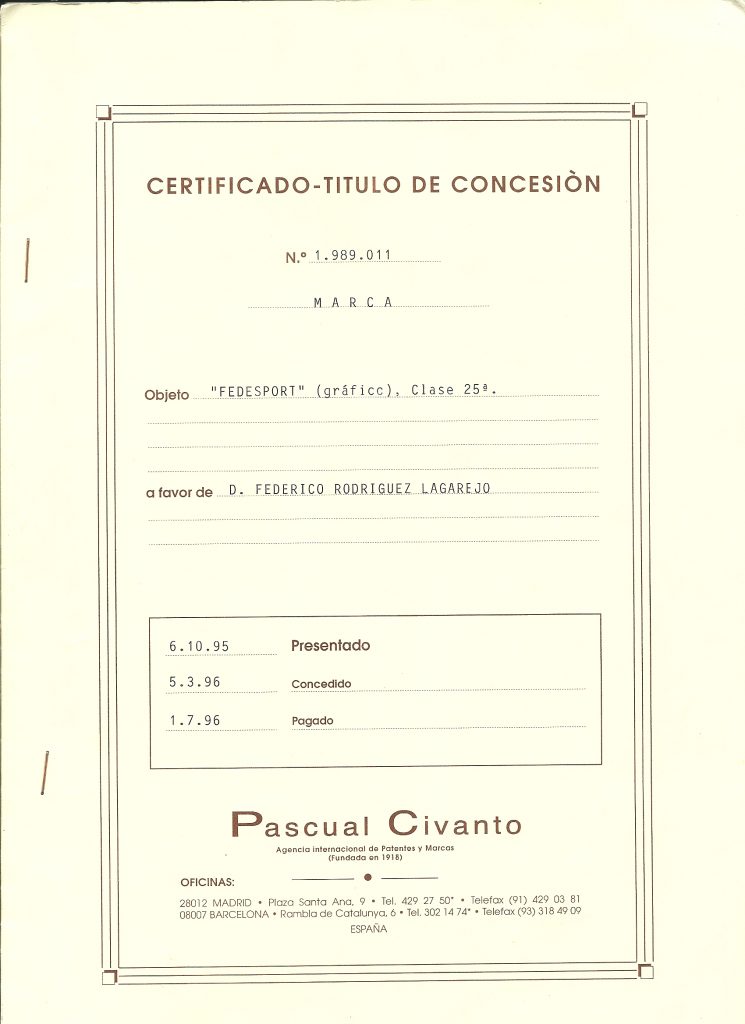 CERTIFICADO-TITULO DE CONCESIÒN
N.º 1.989.011
M A R C A
Objeto "FEDESPORT" (gráficc), Clase 25ª.
a favor de D. FEDERICO RODRIGUEZ LAGAREJO
6.10.95 Presentado
5.3.96 Concedido
1.7.96 Pagado
Pascual Civanto
Agencia internacional de Patentes y Marcas
(Fundada en 1918)
OFICINAS:
28012 MADRID • Plaza Santa Ana, 9 • Tel. 429 27 50* • Telefax (91) 429 03 81
08007 BARCELONA • Rambla de Catalunya, 6 • Tel. 302 14 74* • Telefax (93) 318 49 09
ESPAÑA